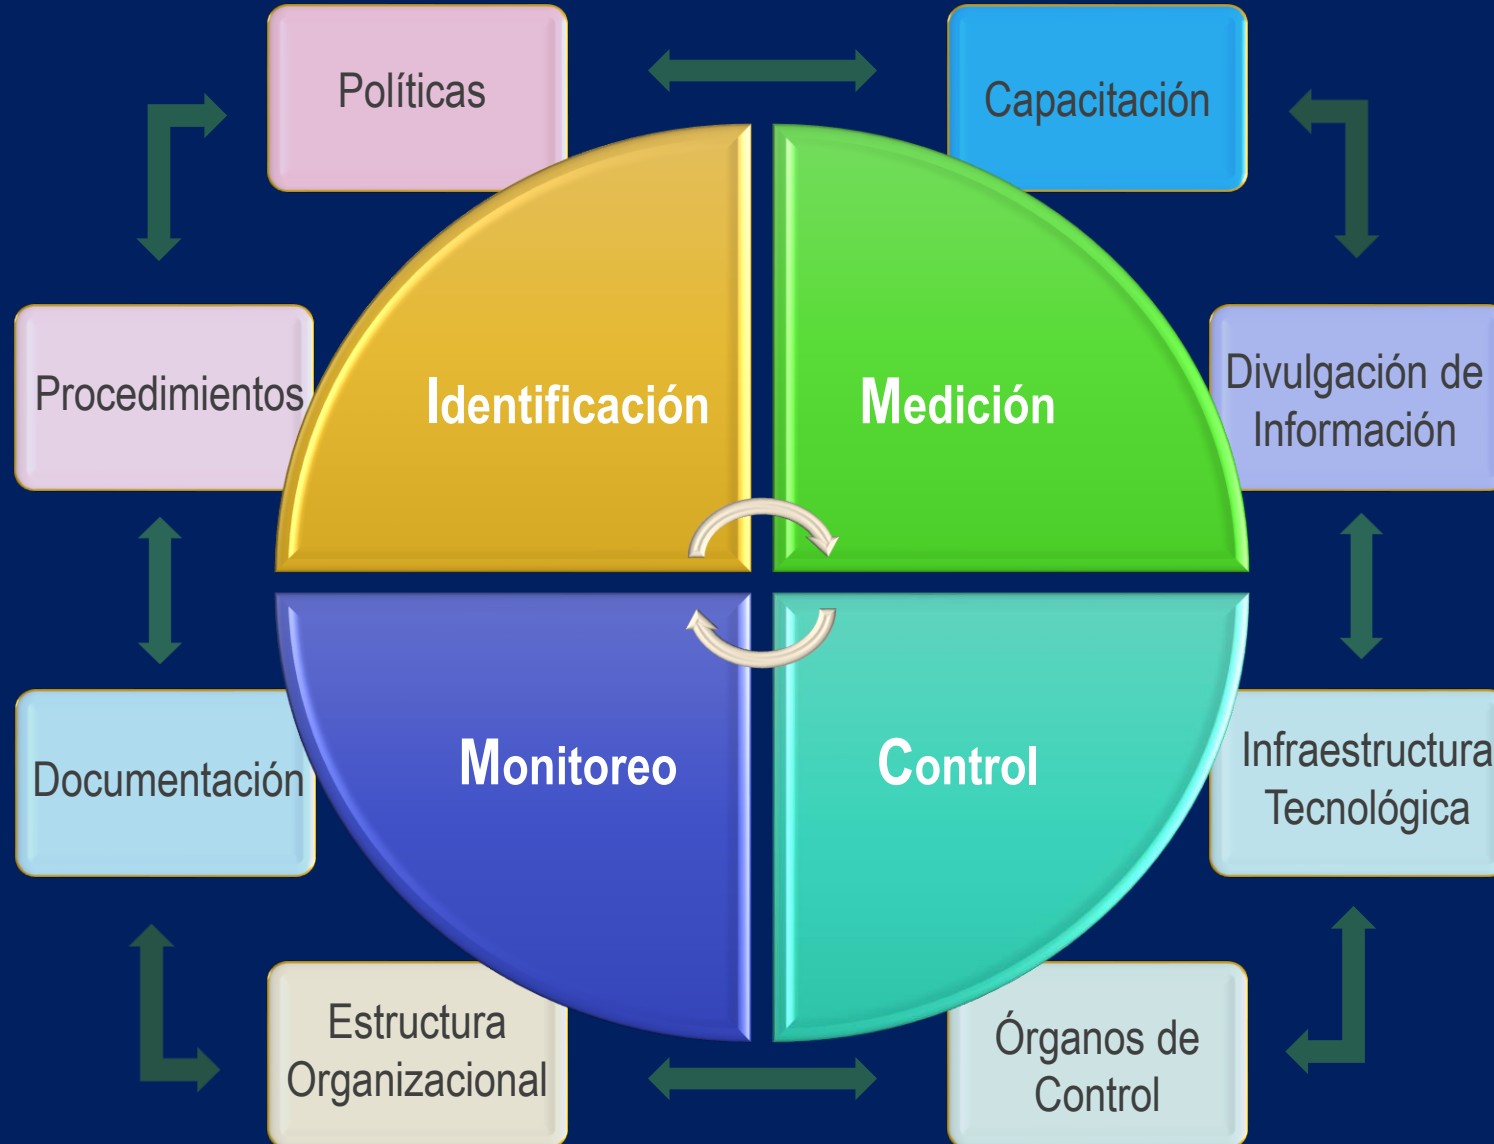 Políticas
Capacitación
Procedimientos
Identificación
Medición
Divulgación de
Información
Documentación
Monitoreo
Control
Infraestructura
Tecnológica
Estructura
Organizacional
Órganos de
Control